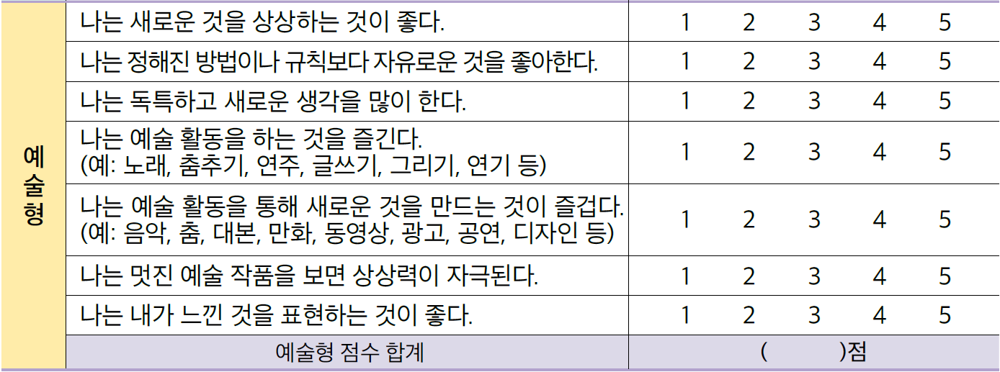 예술형
나는 새로운 것을 상상하는 것이 좋다. 1 2 3 4 5
나는 정해진 방법이나 규칙보다 자유로운 것을 좋아한다. 1 2 3 4 5
나는 독특하고 새로운 생각을 많이 한다. 1 2 3 4 5
나는 예술 활동을 하는 것을 즐긴다.
(예: 노래, 춤추기, 연주, 글쓰기, 그리기, 연기 등) 1 2 3 4 5
나는 예술 활동을 통해 새로운 것을 만드는 것이 즐겁다.
(예: 음악, 춤, 대본, 만화, 동영상, 광고, 공연, 디자인 등) 1 2 3 4 5
나는 멋진 예술 작품을 보면 상상력이 자극된다. 1 2 3 4 5
나는 내가 느낀 것을 표현하는 것이 좋다. 1 2 3 4 5
예술형 점수 합계 ( )점